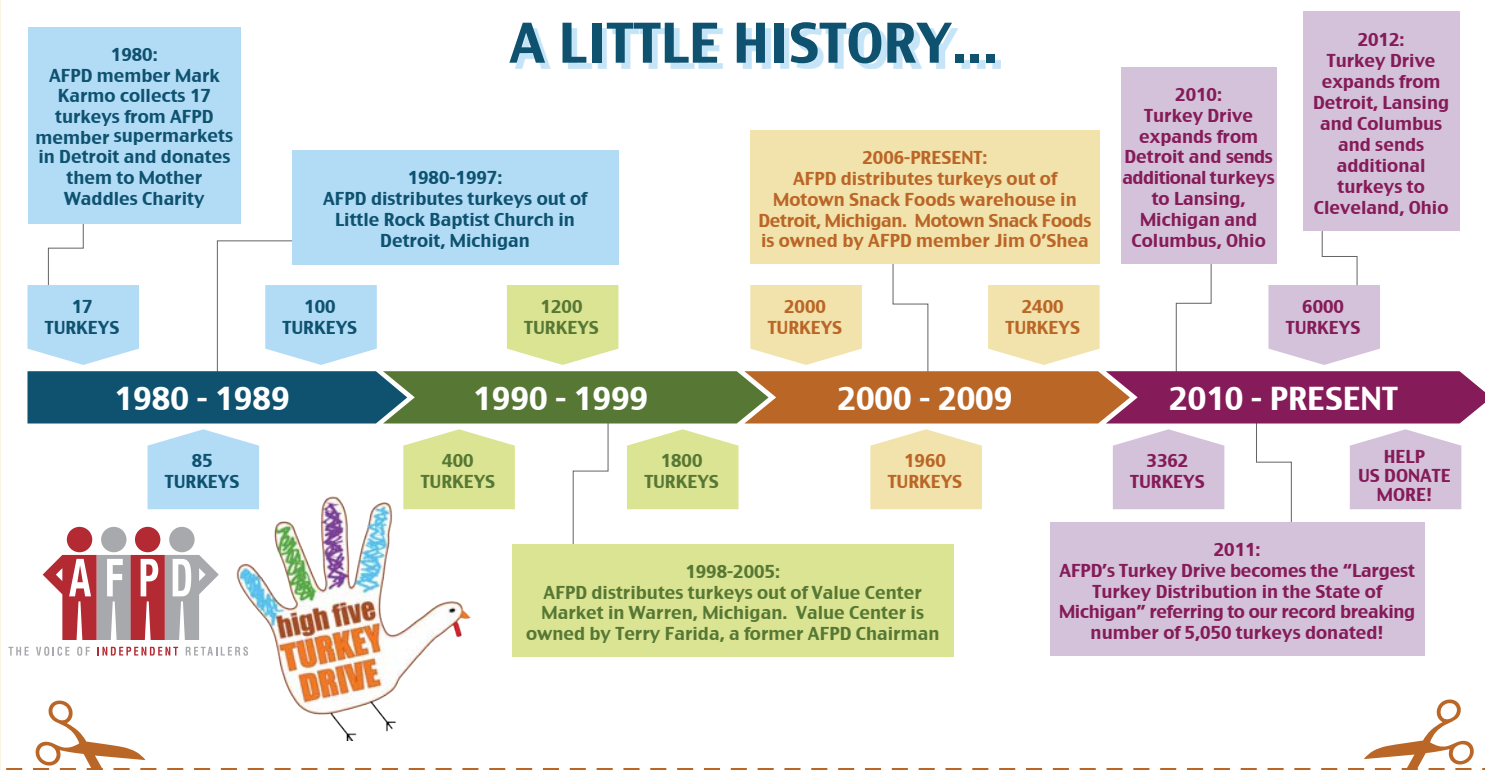 A LITTLE HISTORY...
1980:
AFPD member Mark
Karmo collects 17
turkeys from AFPD
member supermarkets
in Detroit and donates
them to Mother
Waddles Charity
1980-1997:
AFPD distributes turkeys out of
Little Rock Baptist Church in
Detroit, Michigan
2006-PRESENT:
AFPD distributes turkeys out of
Motown Snack Foods warehouse in
Detroit, Michigan.  Motown Snack Foods
is owned by AFPD member Jim O'Shea
2010:
Turkey Drive
expands from
Detroit and sends
additional turkeys
to Lansing,
Michigan and
Columbus, Ohio
2012:
Turkey Drive
expands from
Detroit, Lansing
and Columbus
and sends
additional
turkeys to
Cleveland, Ohio
17
TURKEYS
100
TURKEYS
1200
TURKEYS
2000
TURKEYS
2400
TURKEYS
6000
TURKEYS
1980 - 1989
1990 - 1999
2000 - 2009
2010 - PRESENT
85
TURKEYS
400
TURKEYS
1800
TURKEYS
1960
TURKEYS
3362
TURKEYS
HELP
US DONATE
MORE!
AFPD
THE VOICE OF INDEPENDENT RETAILERS
high five
TURKEY
DRIVE
1998-2005:
AFPD distributes turkeys out of Value Center
Market in Warren, Michigan.  Value Center is
owned by Terry Farida, a former AFPD Chairman
2011:
AFPD's Turkey Drive becomes the "Largest
Turkey Distribution in the State of
Michigan" referring to our record breaking
number of 5,050 turkeys donated!